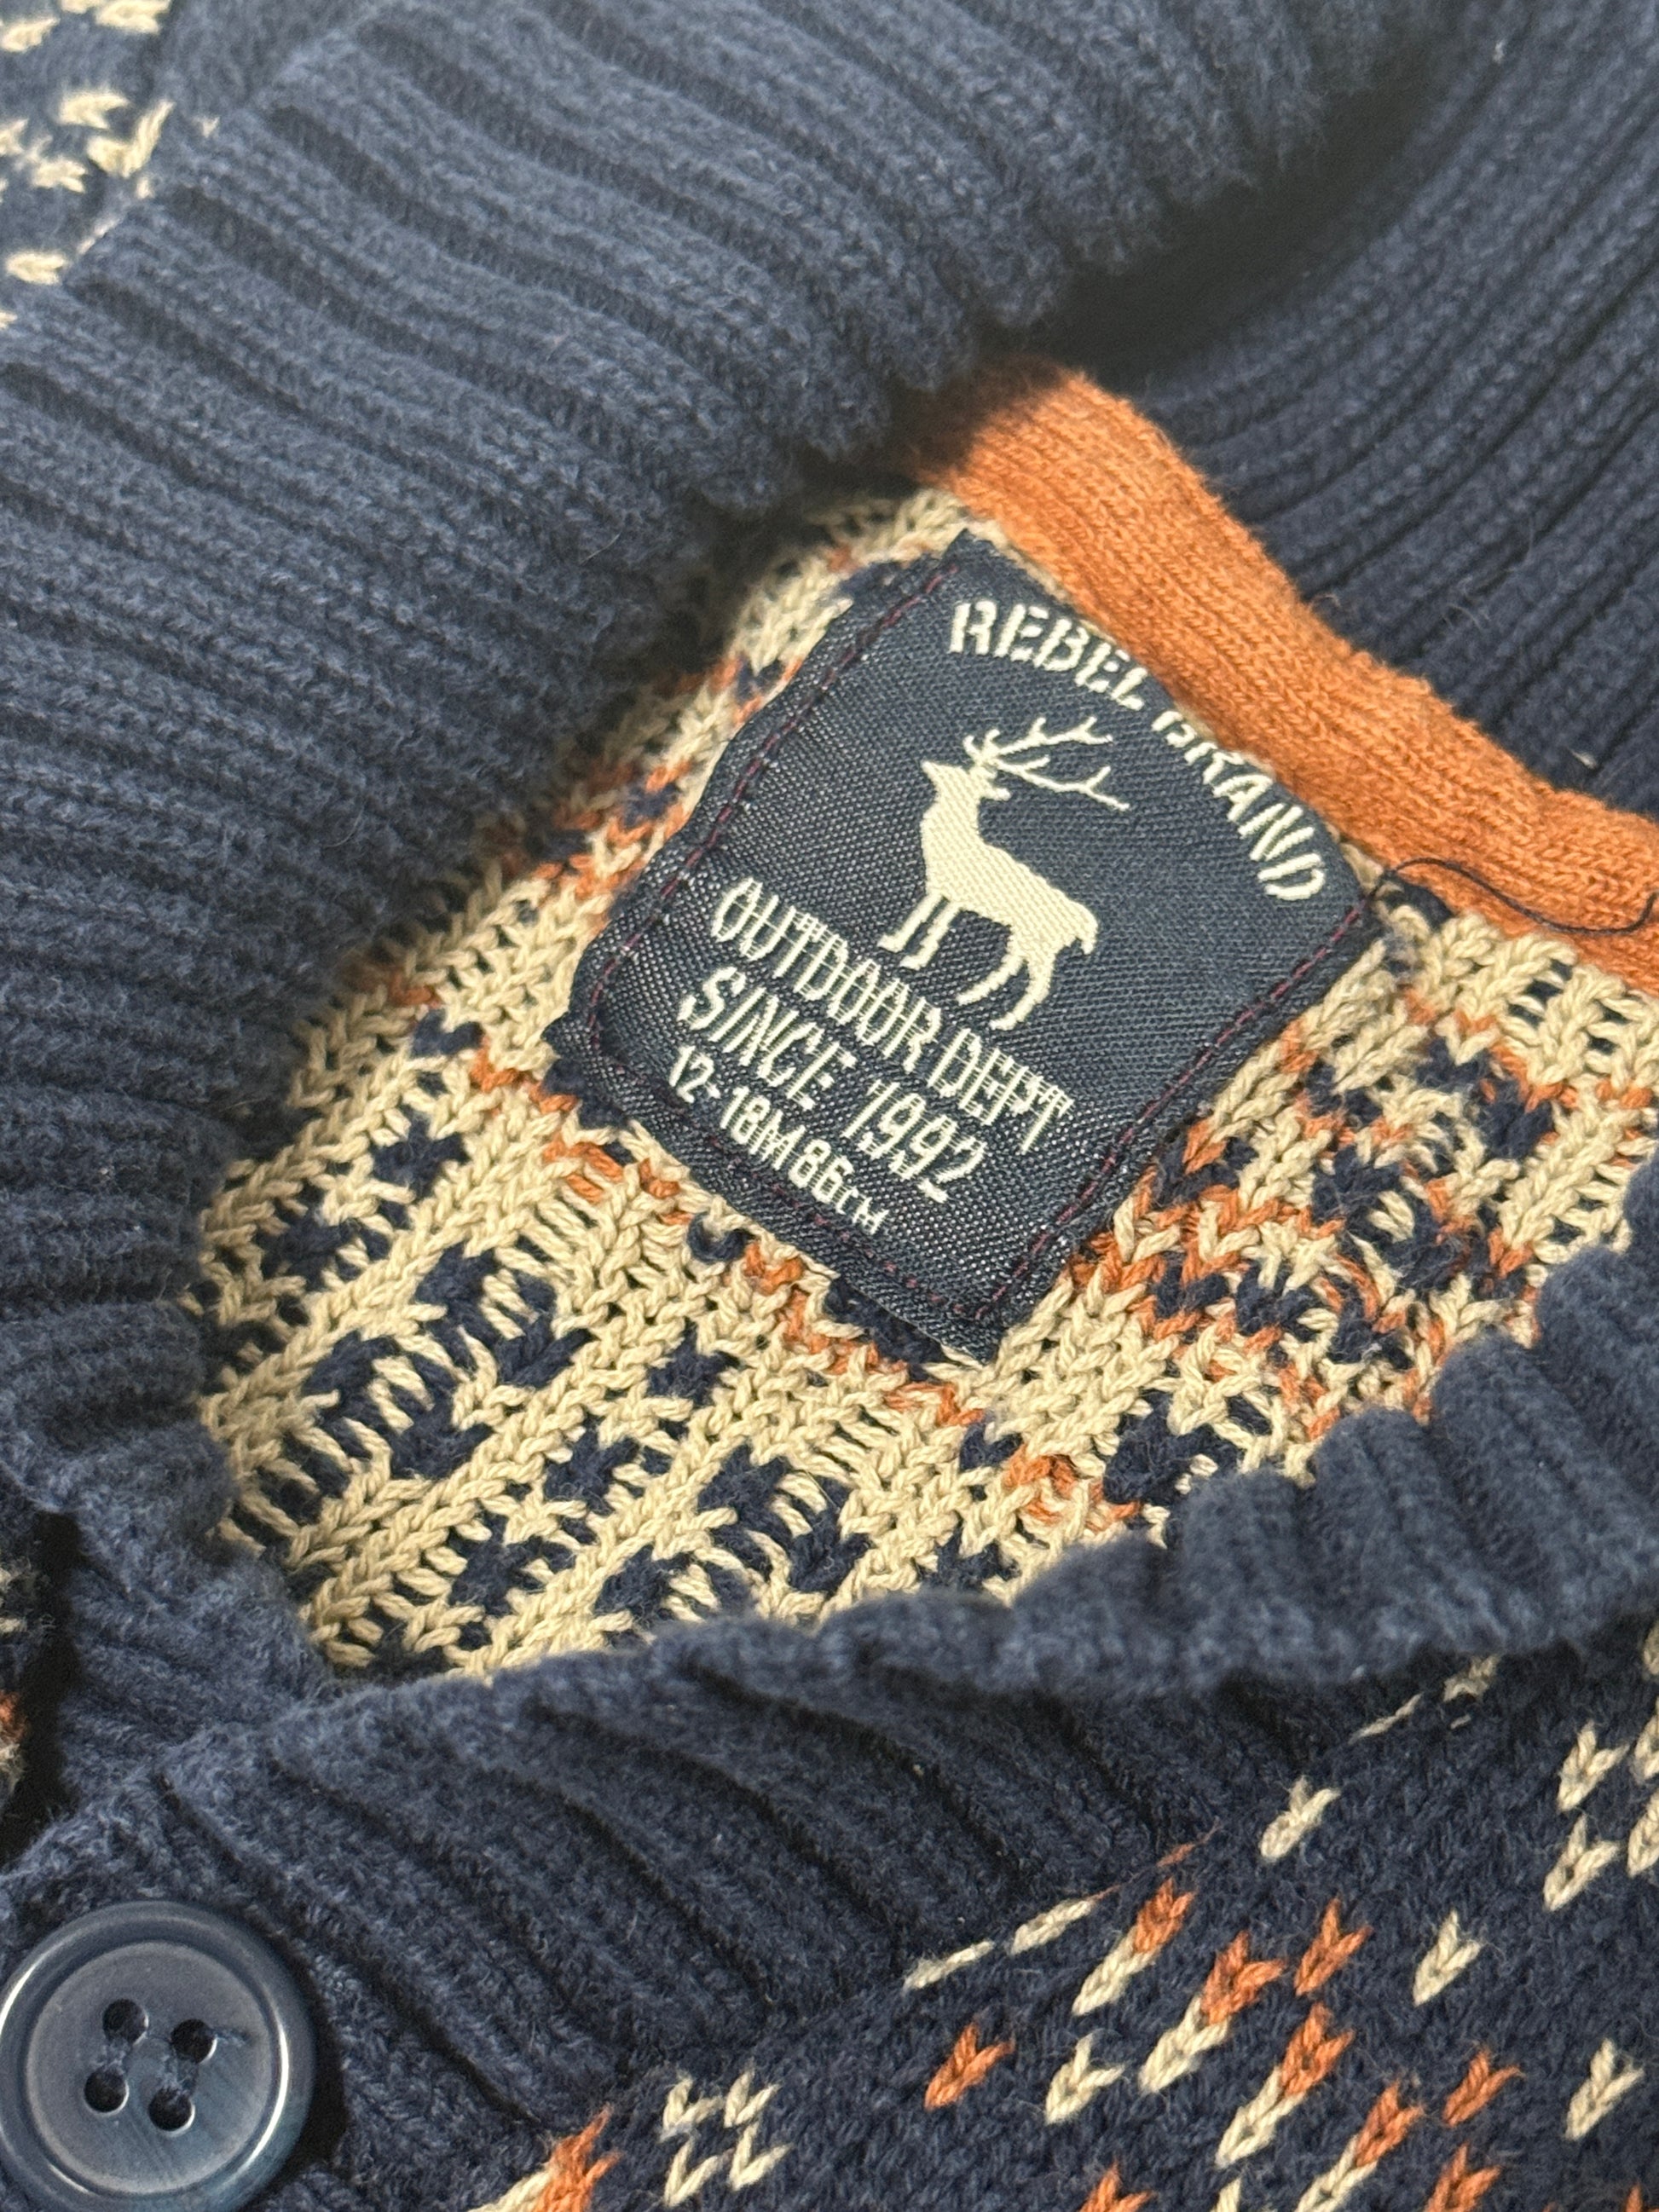 REBEL BRAND
OUTDOOR DEPT
SINCE 1992
12-18M 86CM